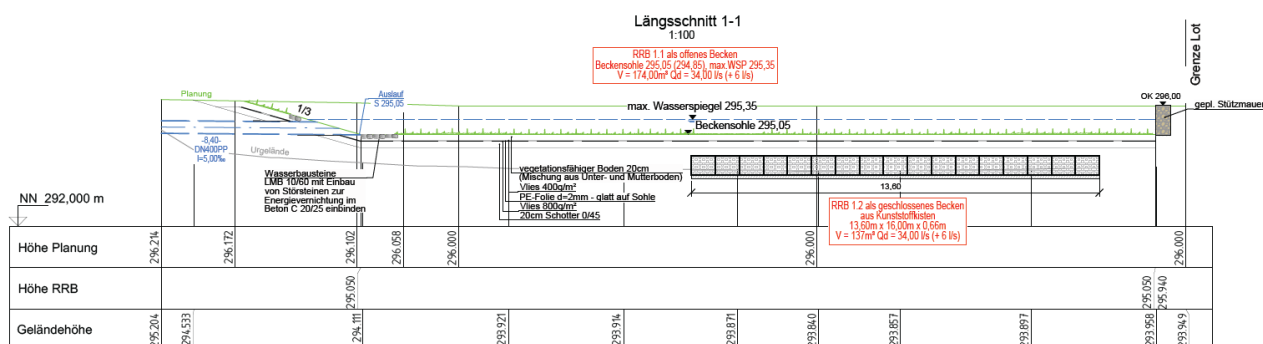 Längsschnitt 1-1
1:100
RRB 1.1 als offenes Becken
Beckensohle 295,05 (294,85), max.WSP 295,35
V = 174,00m³ Qd = 34,00 l/s (+ 6 l/s)
Grenze Lot
Planung
Auslauf
S 295,05
1/3
max. Wasserspiegel 295,35
OK 296,00
gepl. Stützmauer
Beckensohle 295,05
-8,40-
DN400PP
I=5,00‰
Urgelände
Wasserbausteine
LMB 10/60 mit Einbau
von Störsteinen zur
Energievernichtung im
Beton C 20/25 einbinden
vegetationsfähiger Boden 20cm
(Mischung aus Unter- und Mutterboden)
Vlies 400g/m²
PE-Folie d=2mm - glatt auf Sohle
Vlies 800g/m²
20cm Schotter 0/45
13,60
RRB 1.2 als geschlossenes Becken
aus Kunststoffkisten
13,60m x 16,00m x 0,66m
V = 137m³ Qd = 34,00 l/s (+ 6 l/s)
NN 292,000 m
Höhe Planung
296.214 296.172 296.102 296.058 296.000 296.000 296.000
Höhe RRB
295.050 295.050 295.940
Geländehöhe
295.204 294.533 294.111 293.921 293.914 293.871 293.840 293.857 293.897 293.958 293.949